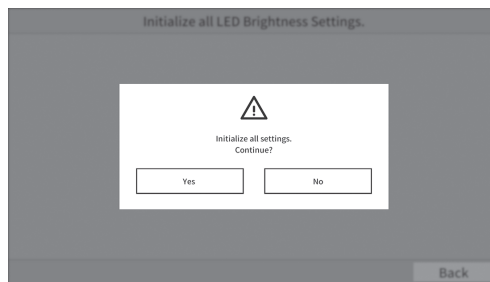 Initialize all LED Brightness Settings.
Initialize all settings.
Continue?
Yes
No
Back